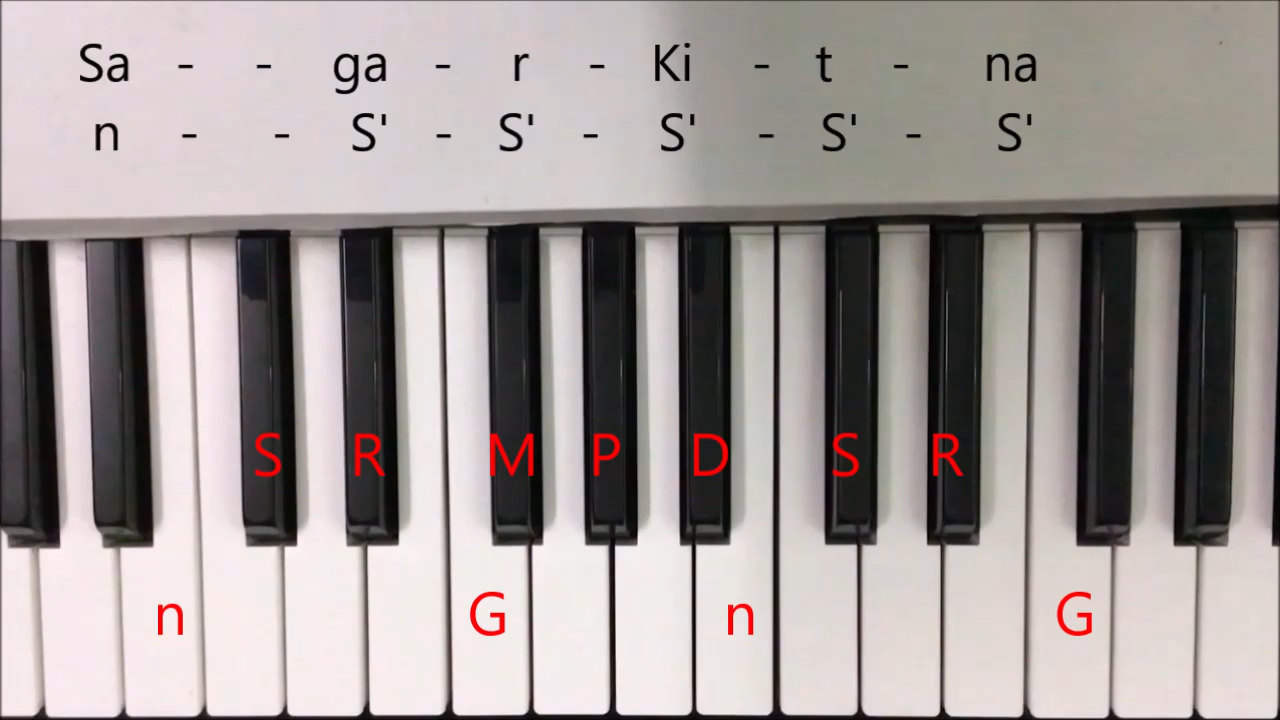 Sa - - ga - r - Ki - t - na
n - - S' - S' - S' - S' - S'
S R M P D S R
n G n G